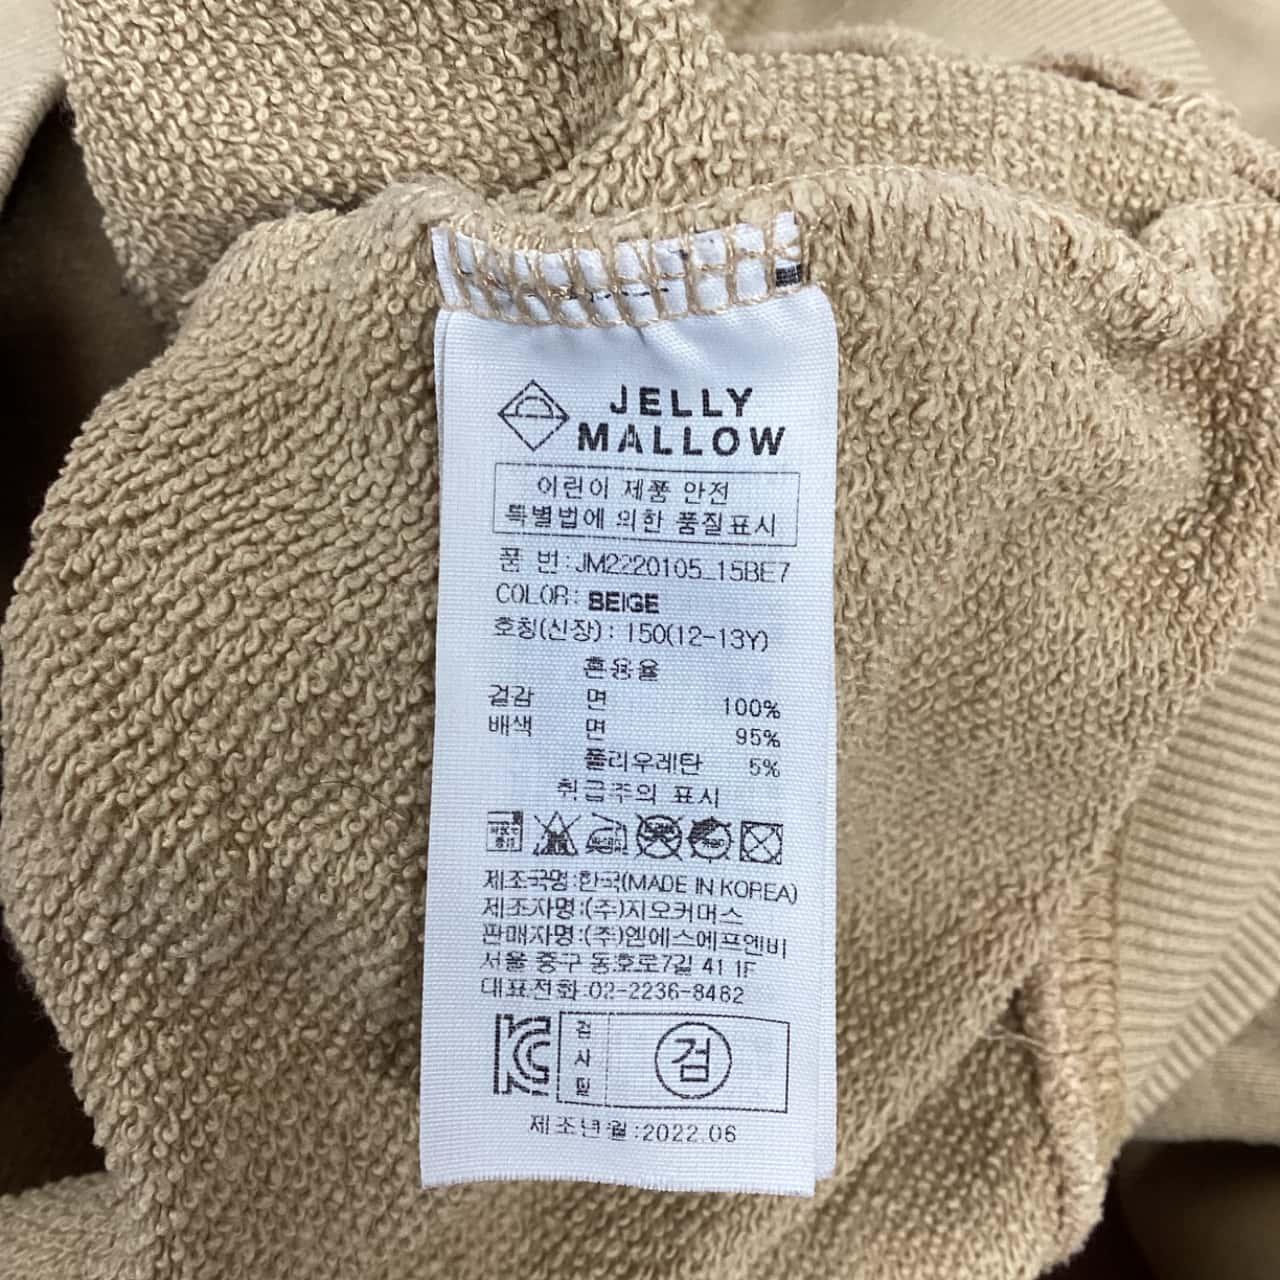 JELLY
MALLOW
어린이 제품 안전
특별법에 의한 품질표시
품 번:JM2220105_15BE7
COLOR: BEIGE
호칭(신장) : 150(12-13Y)
혼용율
겉감 면 100%
배색 면 95%
폴리우레탄 5%
취급주의 표시
제조국명:한국(MADE IN KOREA)
제조자명:(주)지오커머스
판매자명:(주)엠에스에프엔비
서울 중구 동호로7길 41 1F
대표전화:02-2236-8482
KC
검사필
검
제조년월:2022.06